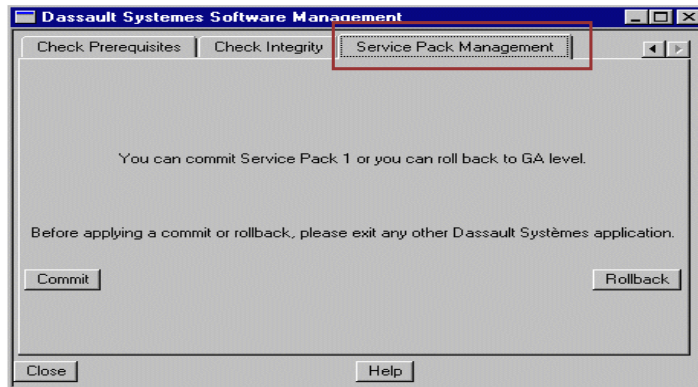 Dassault Systemes Software Management
Check Prerequisites Check Integrity Service Pack Management
You can commit Service Pack 1 or you can roll back to GA level.
Before applying a commit or rollback, please exit any other Dassault Systèmes application.
Commit Rollback
Close Help